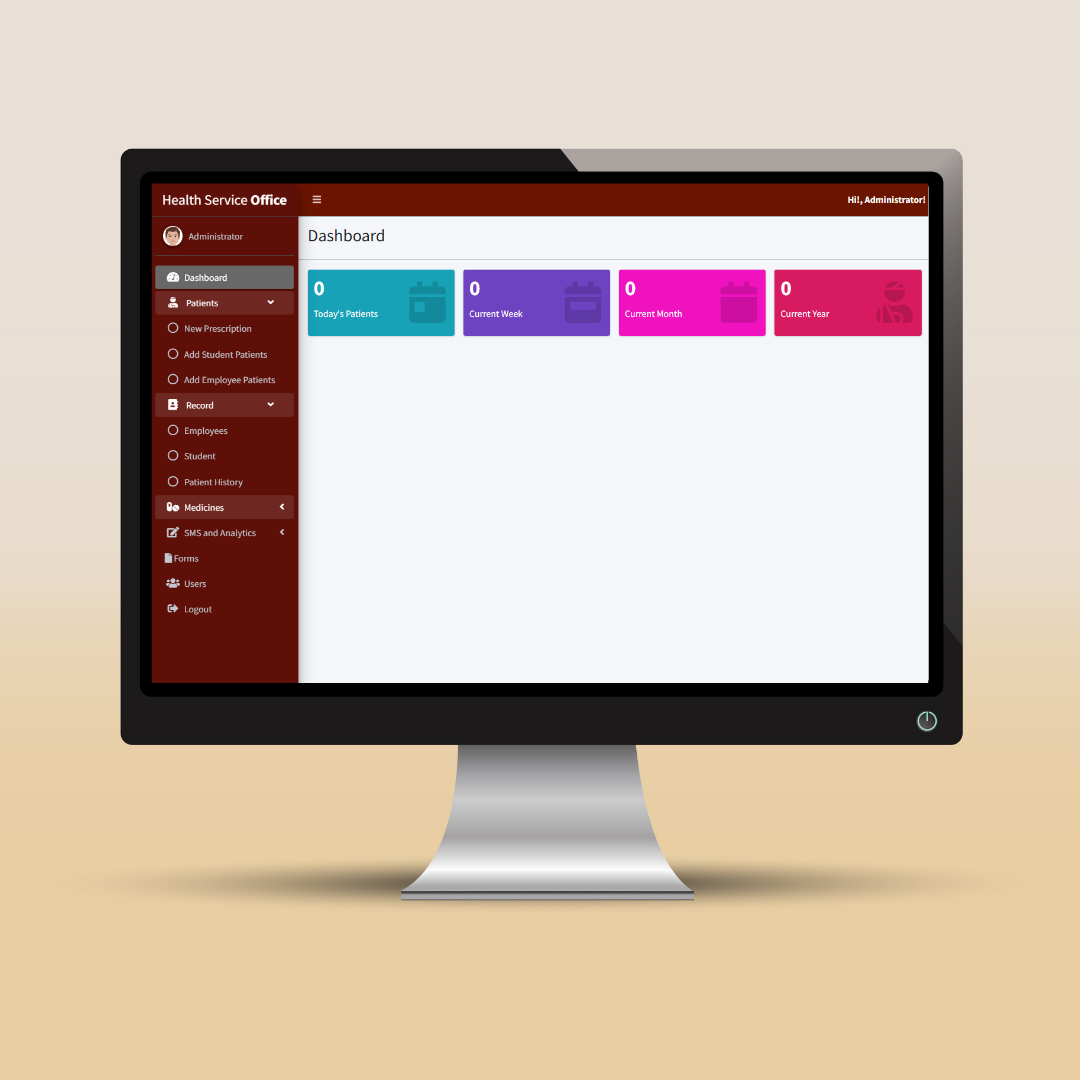 Health Service Office
Hi!, Administrator!
Administrator
Dashboard
Dashboard
Patients
New Prescription
Add Student Patients
Add Employee Patients
Record
Employees
Student
Patient History
Medicines
SMS and Analytics
Forms
Users
Logout
0
Today's Patients
0
Current Week
0
Current Month
0
Current Year